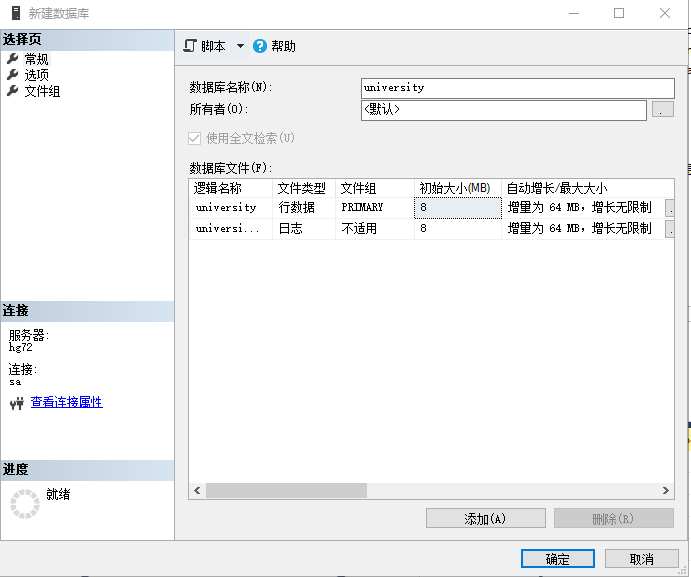 新建数据库
选择页
常规
选项
文件组
脚本
帮助
数据库名称(N):
university
所有者(O):
<默认>
.
使用全文检索(U)
数据库文件(F):
逻辑名称 文件类型 文件组 初始大小(MB) 自动增长/最大大小
university 行数据 PRIMARY 8 增量为 64 MB，增长无限制 .
universi... 日志 不适用 8 增量为 64 MB，增长无限制 .
连接
服务器:
hg72
连接:
sa
查看连接属性
进度
就绪
添加(A) 删除(R)
确定 取消